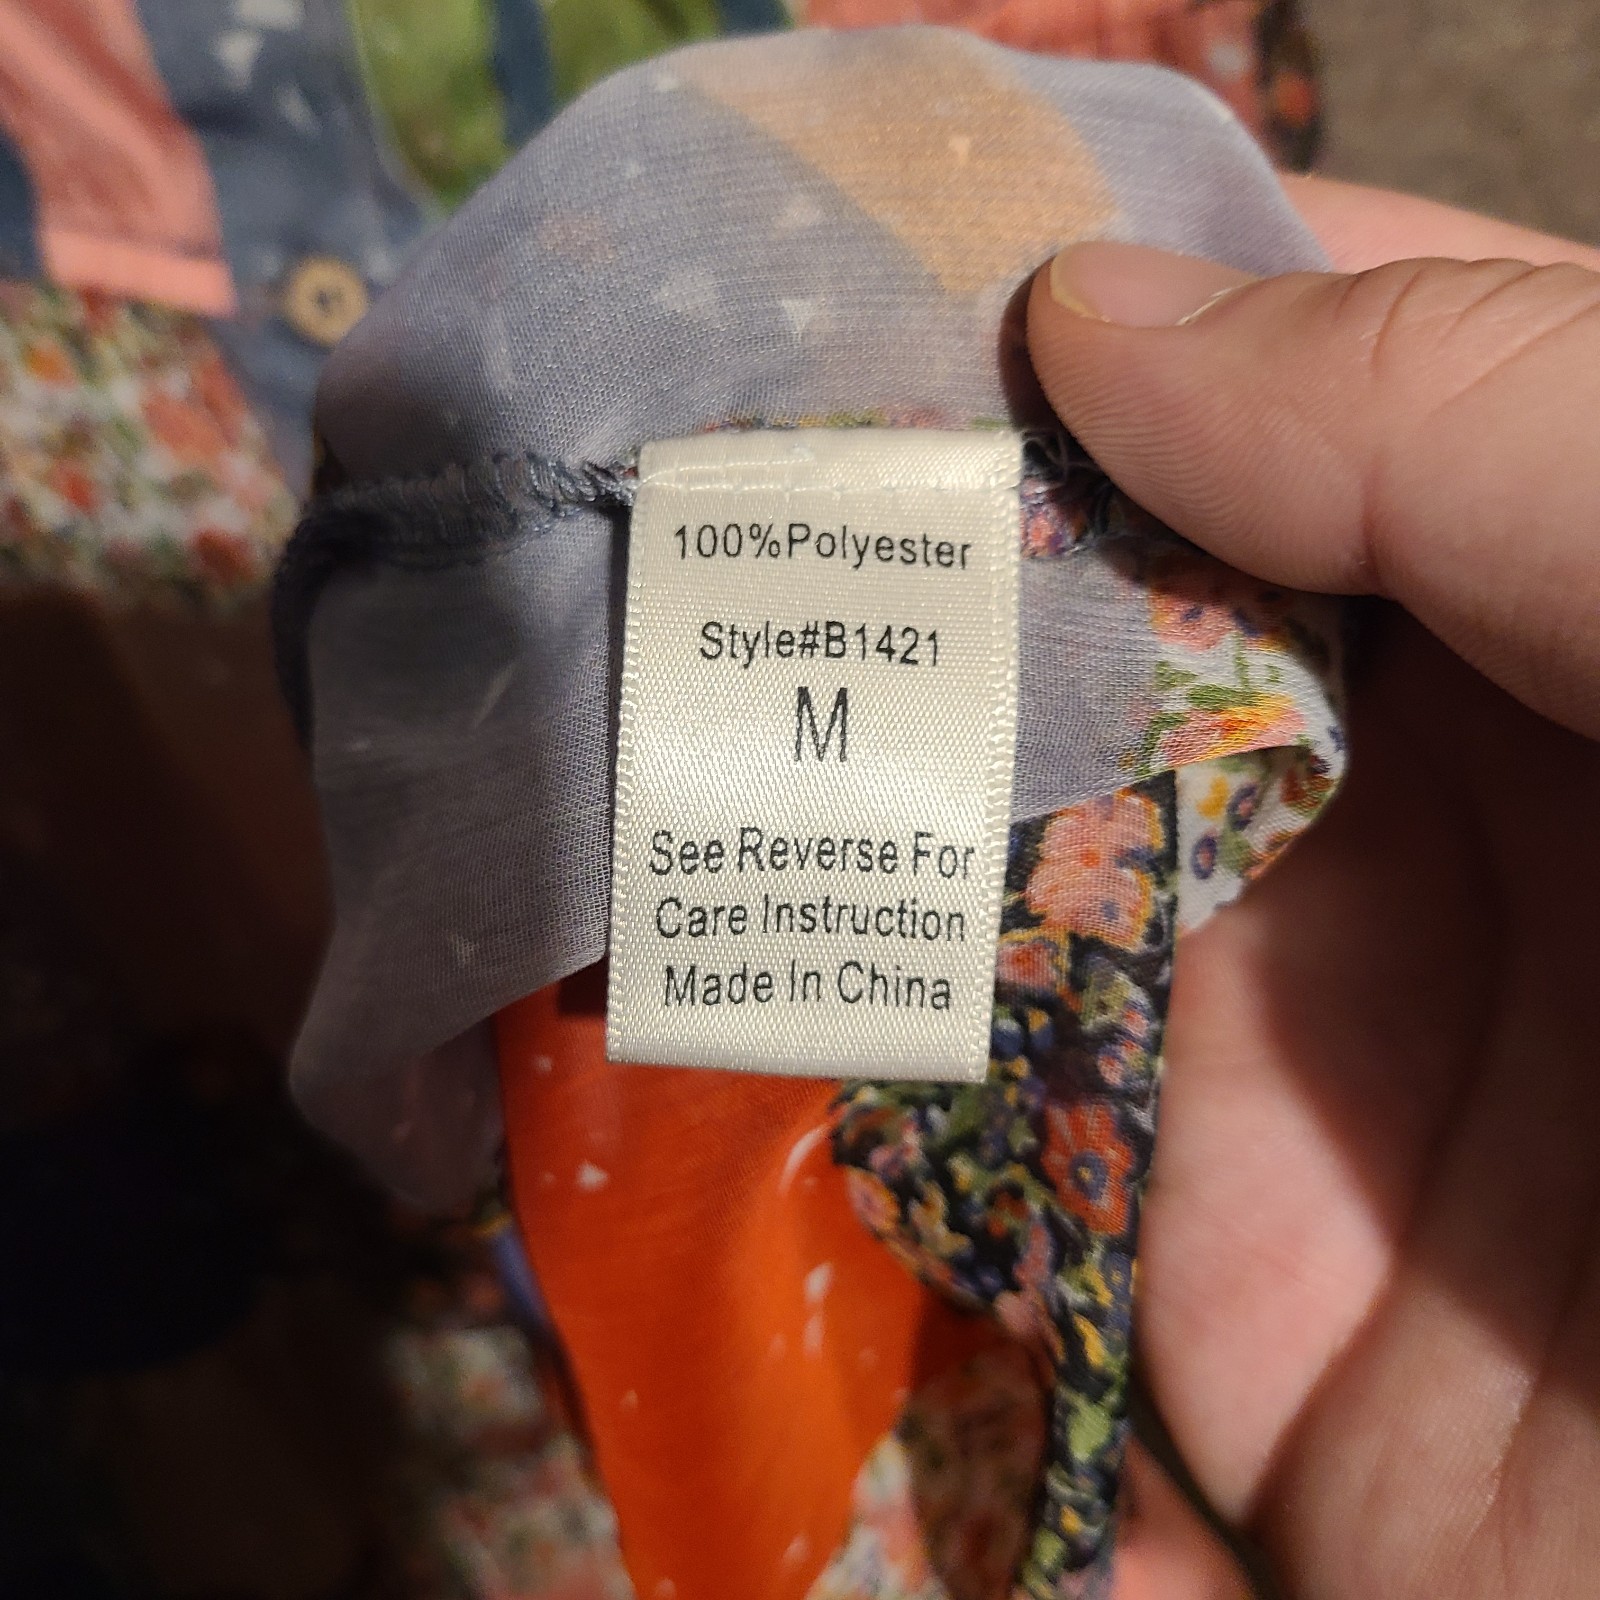 100%Polyester
Style#B1421
M
See Reverse For
Care Instruction
Made In China